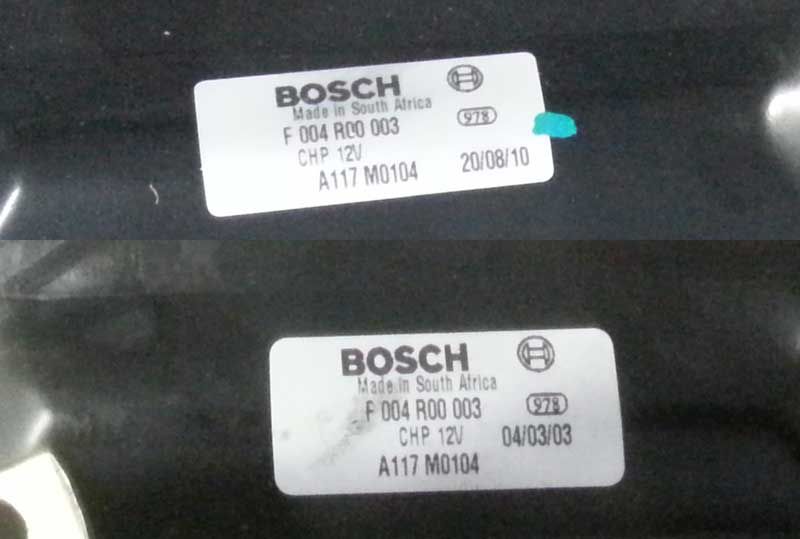 BOSCH
Made in South Africa
F 004 R00 003 978
CHP 12V
A117 M0104 20/08/10
BOSCH
Made in South Africa
F 004 R00 003 978
CHP 12V 04/03/03
A117 M0104